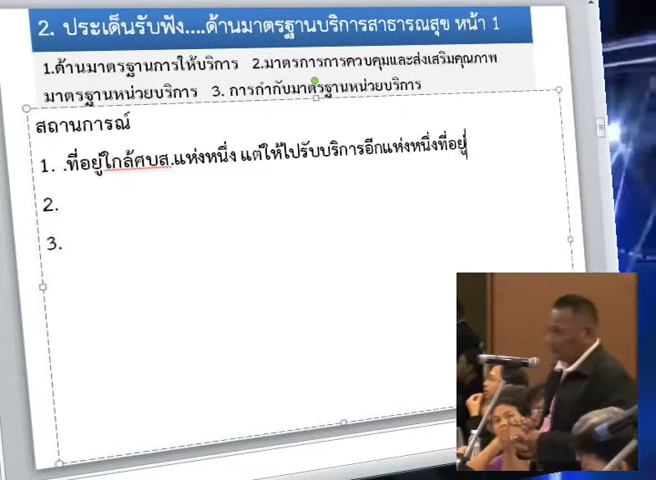 2. ประเด็นรับฟัง....ด้านมาตรฐานบริการสาธารณสุข หน้า 1
1.ด้านมาตรฐานการให้บริการ 2.มาตรการการควบคุมและส่งเสริมคุณภาพ
มาตรฐานหน่วยบริการ 3. การกำกับมาตรฐานหน่วยบริการ
สถานการณ์
1. .ที่อยู่ใกล้ศบส.แห่งหนึ่ง แต่ให้ไปรับบริการอีกแห่งหนึ่งที่อยู่
2.
3.